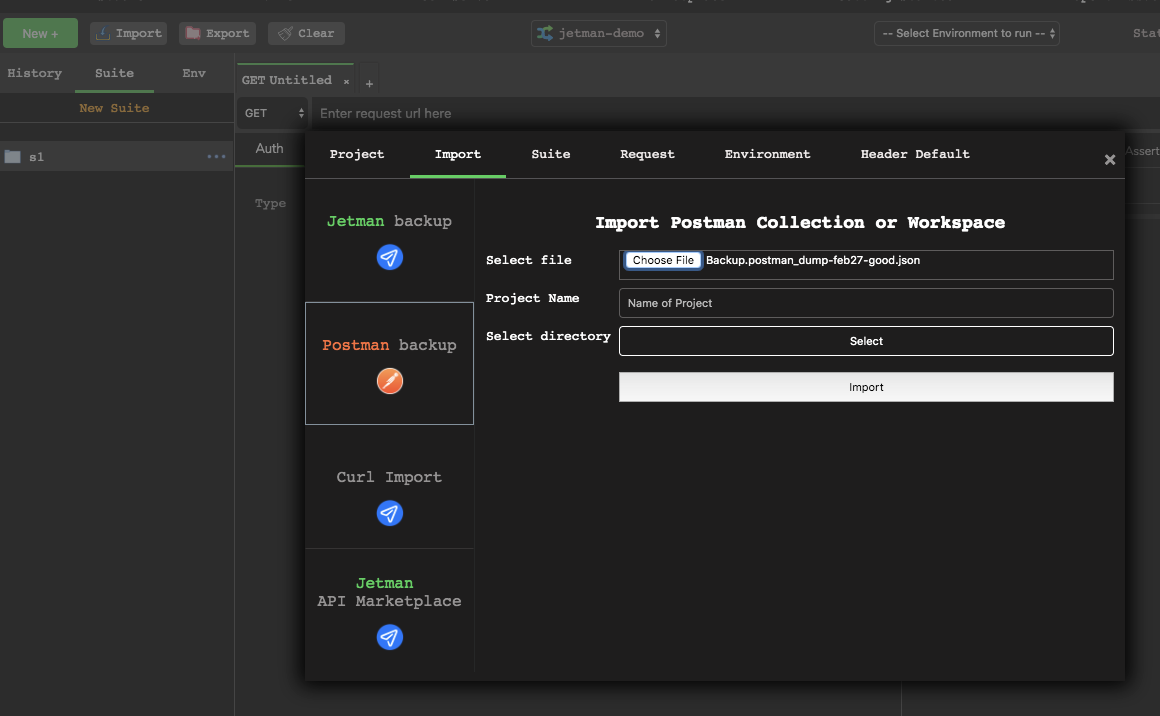 New +
Import
Export
Clear
jetman-demo
-- Select Environment to run --
History
Suite
Env
GET Untitled
×
+
New Suite
GET
Enter request url here
s1
Auth
Type
Assert
Project
Import
Suite
Request
Environment
Header Default
×
Jetman backup
Postman backup
Curl Import
Jetman
API Marketplace
Import Postman Collection or Workspace
Select file
Choose File
Backup.postman_dump-feb27-good.json
Project Name
Name of Project
Select directory
Select
Import